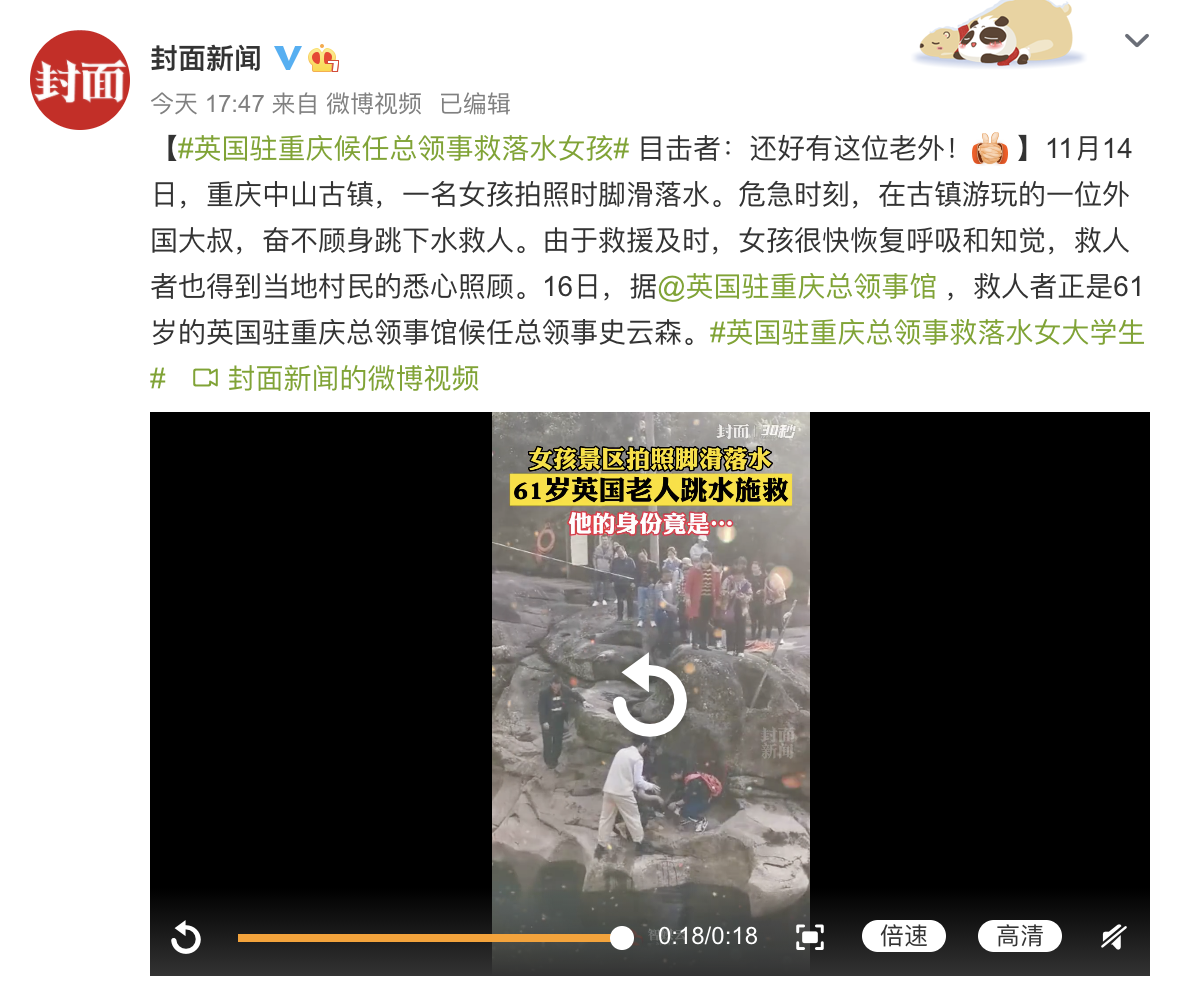 封面
封面新闻
今天 17:47 来自 微博视频 已编辑
【#英国驻重庆候任总领事救落水女孩# 目击者：还好有这位老外！】11月14
日，重庆中山古镇，一名女孩拍照时脚滑落水。危急时刻，在古镇游玩的一位外
国大叔，奋不顾身跳下水救人。由于救援及时，女孩很快恢复呼吸和知觉，救人
者也得到当地村民的悉心照顾。16日，据@英国驻重庆总领事馆 ，救人者正是61
岁的英国驻重庆总领事馆候任总领事史云森。#英国驻重庆总领事救落水女大学生
# 封面新闻的微博视频
封面 30秒
女孩景区拍照脚滑落水
61岁英国老人跳水施救
他的身份竟是…
封面
新闻
0:18/0:18 倍速 高清